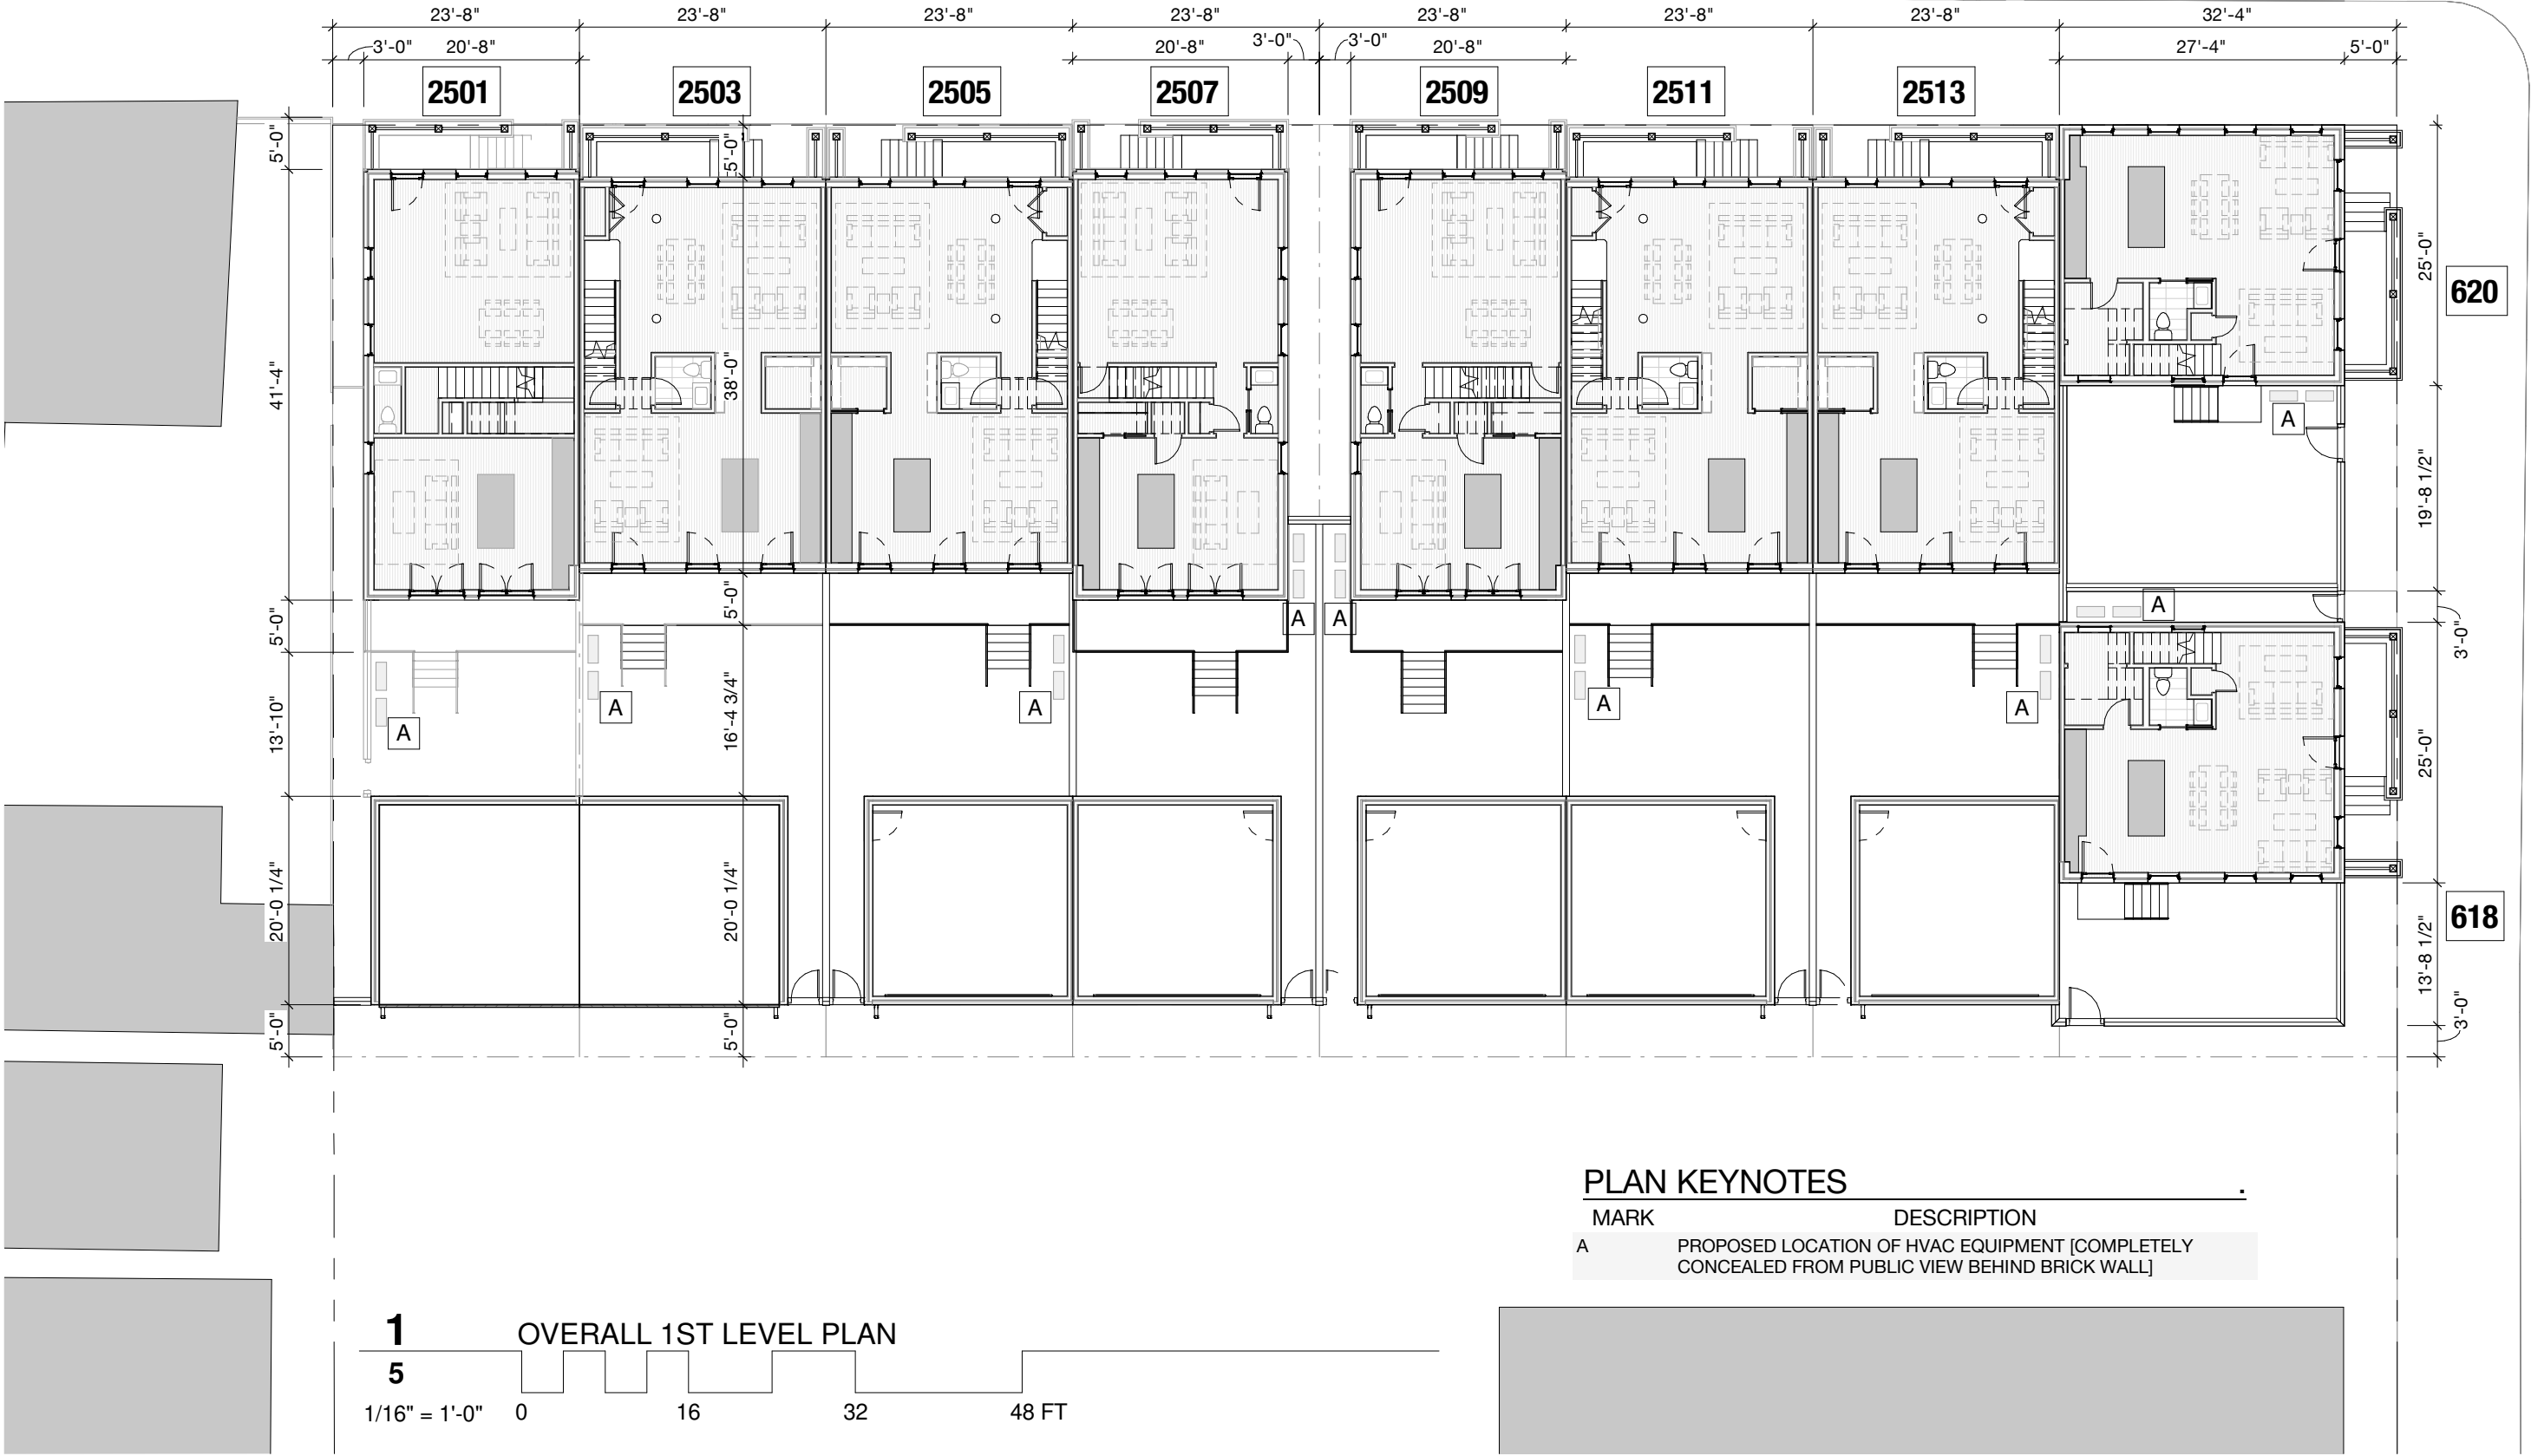 23'-8" 23'-8" 23'-8" 23'-8" 23'-8" 23'-8" 23'-8" 32'-4"
3'-0" 20'-8" 20'-8" 3'-0" 3'-0" 20'-8" 27'-4" 5'-0"
2501 2503 2505 2507 2509 2511 2513
5'-0"
5'-0"
25'-0"
620
41'-4"
38'-0"
A
19'-8 1/2"
5'-0"
5'-0"
A A
A
3'-0"
13'-10"
16'-4 3/4"
A
A
A
A
A
25'-0"
20'-0 1/4"
20'-0 1/4"
618
13'-8 1/2"
5'-0"
5'-0"
3'-0"
PLAN KEYNOTES .
MARK DESCRIPTION
A PROPOSED LOCATION OF HVAC EQUIPMENT [COMPLETELY
CONCEALED FROM PUBLIC VIEW BEHIND BRICK WALL]
1 OVERALL 1ST LEVEL PLAN
5
1/16" = 1'-0" 0 16 32 48 FT